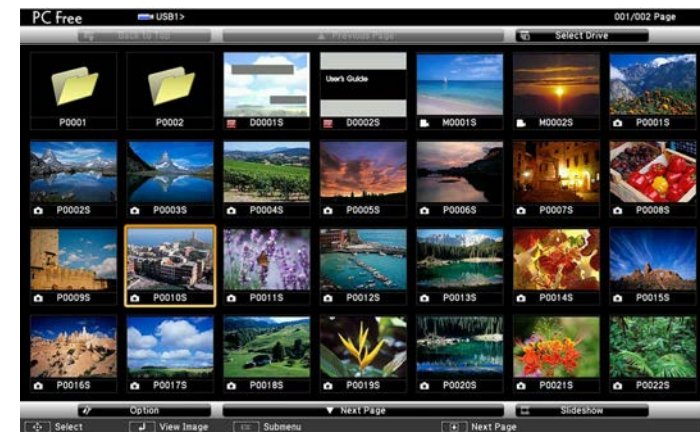 PC Free USB1> 001/002 Page
Back to Top Previous Page Select Drive
User's Guide
P0001 P0002 D0001S D0002S M0001S M0002S P0001S
P0002S P0003S P0004S P0005S P0006S P0007S P0008S
P0009S P0010S P0011S P0012S P0013S P0014S P0015S
P0016S P0017S P0018S P0019S P0020S P0021S P0022S
Option Next Page Slideshow
Select View Image Esc Submenu Next Page